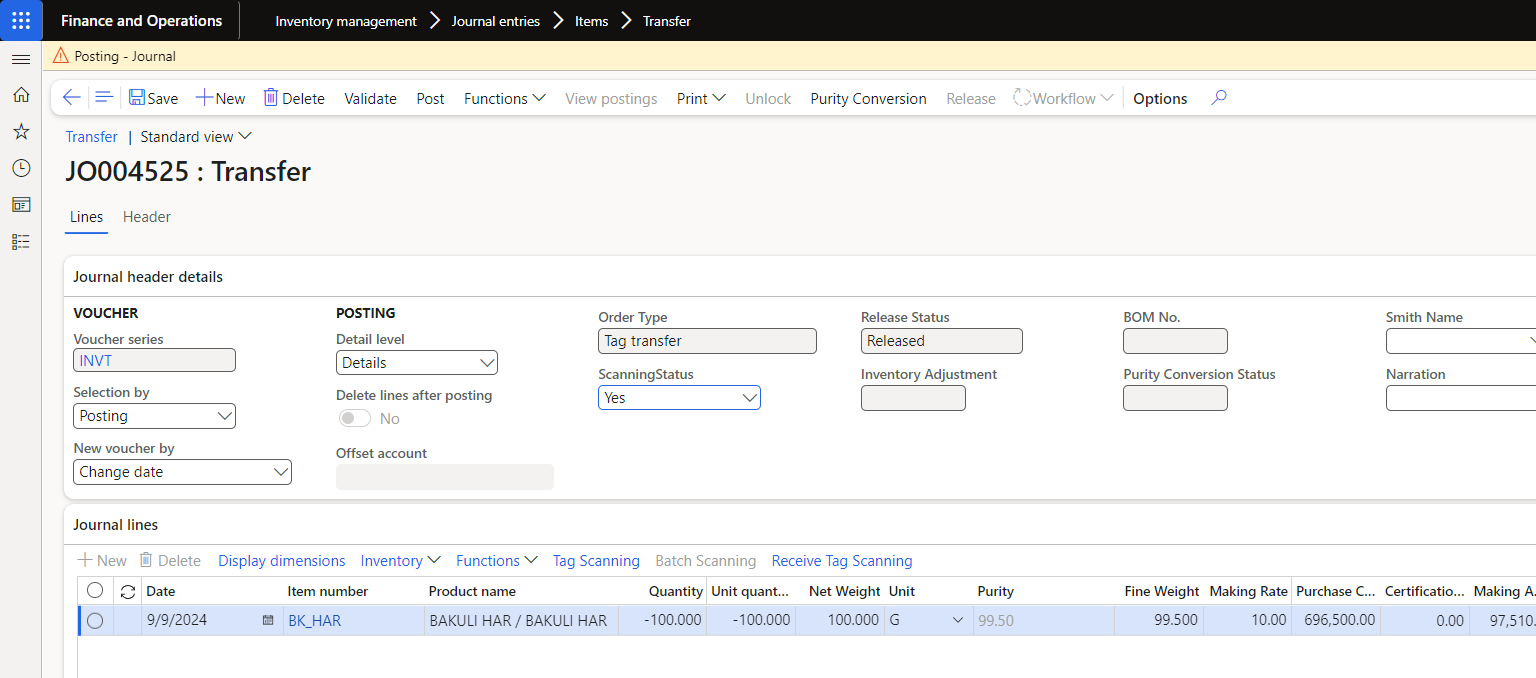 Finance and Operations Inventory management Journal entries Items Transfer
Posting - Journal
Save New Delete Validate Post Functions View postings Print Unlock Purity Conversion Release Workflow Options
Transfer | Standard view
JO004525 : Transfer
Lines Header
Journal header details
VOUCHER
Voucher series
INVT
Selection by
Posting
New voucher by
Change date
POSTING
Detail level
Details
Delete lines after posting
No
Offset account
Order Type
Tag transfer
ScanningStatus
Yes
Release Status
Released
Inventory Adjustment
BOM No.
Purity Conversion Status
Smith Name
Narration
Journal lines
New Delete Display dimensions Inventory Functions Tag Scanning Batch Scanning Receive Tag Scanning
Date Item number Product name Quantity Unit quant... Net Weight Unit Purity Fine Weight Making Rate Purchase C... Certificatio... Making A.
9/9/2024 BK_HAR BAKULI HAR / BAKULI HAR -100.000 -100.000 100.000 G 99.50 99.500 10.00 696,500.00 0.00 97,510.